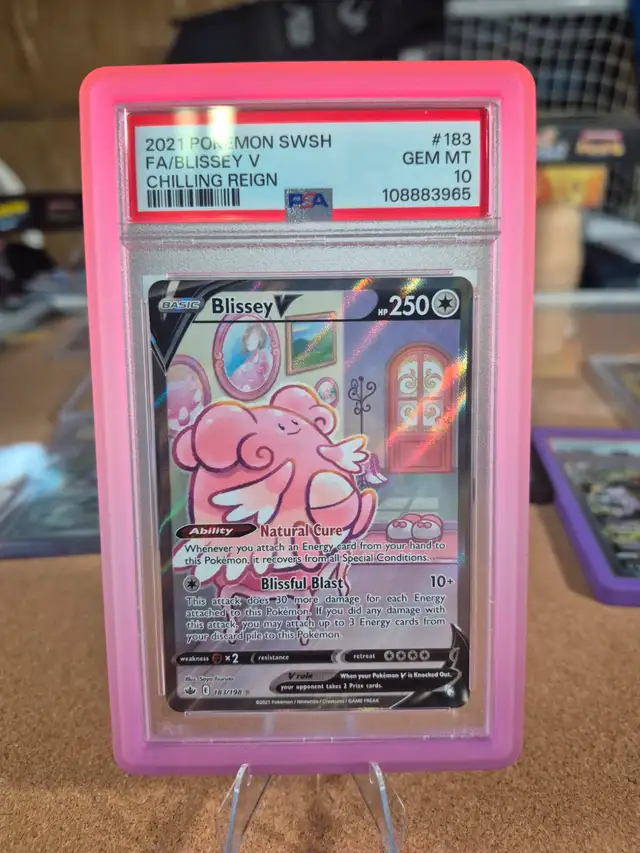 2021 POKEMON SWSH #183
FA/BLISSEY V GEM MT
CHILLING REIGN 10
PSA 108883965
BASIC Blissey V HP 250
Ability Natural Cure
Whenever you attach an Energy card from your hand to
this Pokémon, it recovers from all Special Conditions.
Blissful Blast 10+
This attack does 30 more damage for each Energy
attached to this Pokémon. If you did any damage with
this attack, you may attach up to 3 Energy cards from
your discard pile to this Pokémon.
weakness ×2 resistance retreat
Illus. Saya Tsuruta
V rule When your Pokémon V is Knocked Out,
your opponent takes 2 Prize cards.
E 183/198
©2021 Pokémon / Nintendo / Creatures / GAME FREAK